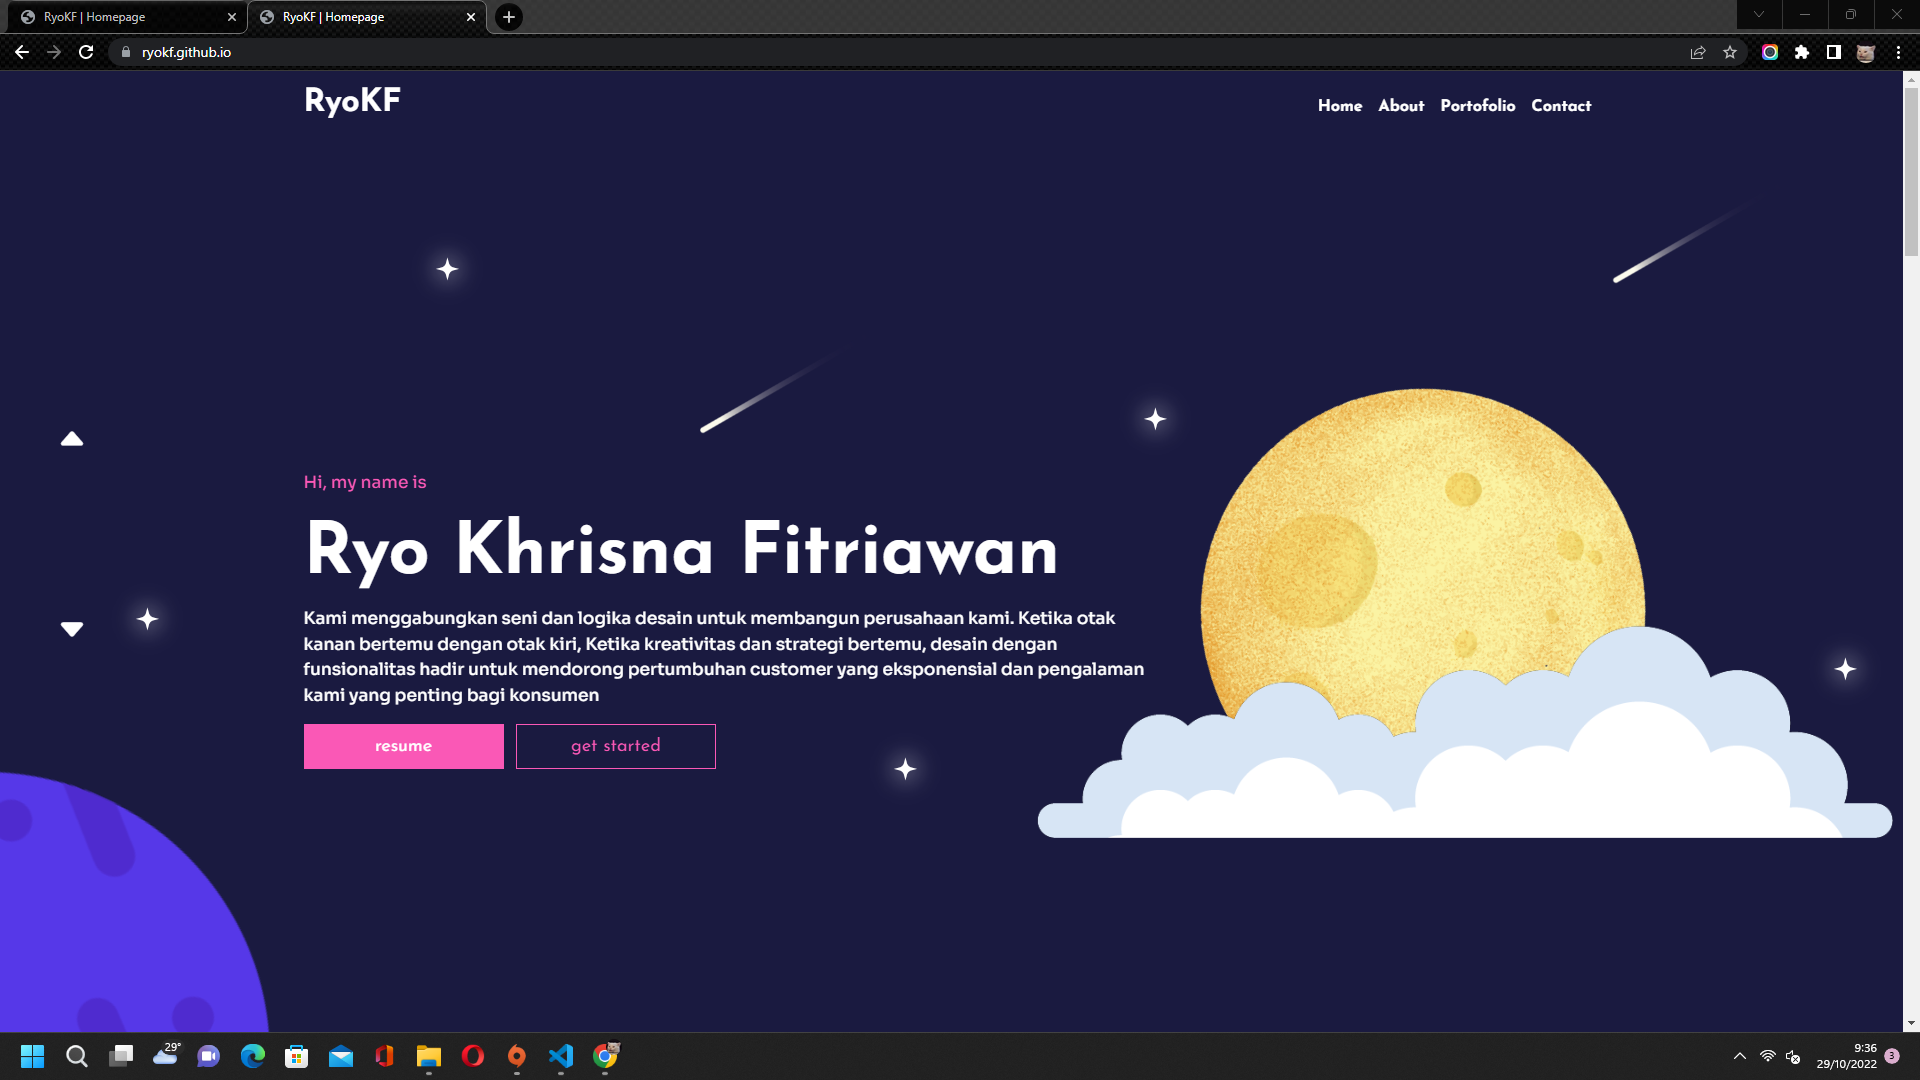 RyoKF | Homepage
RyoKF | Homepage
ryokf.github.io
RyoKF
Home About Portofolio Contact
Hi, my name is
Ryo Khrisna Fitriawan
Kami menggabungkan seni dan logika desain untuk membangun perusahaan kami. Ketika otak
kanan bertemu dengan otak kiri, Ketika kreativitas dan strategi bertemu, desain dengan
funsionalitas hadir untuk mendorong pertumbuhan customer yang eksponensial dan pengalaman
kami yang penting bagi konsumen
resume
get started
29°
9:36
29/10/2022
3